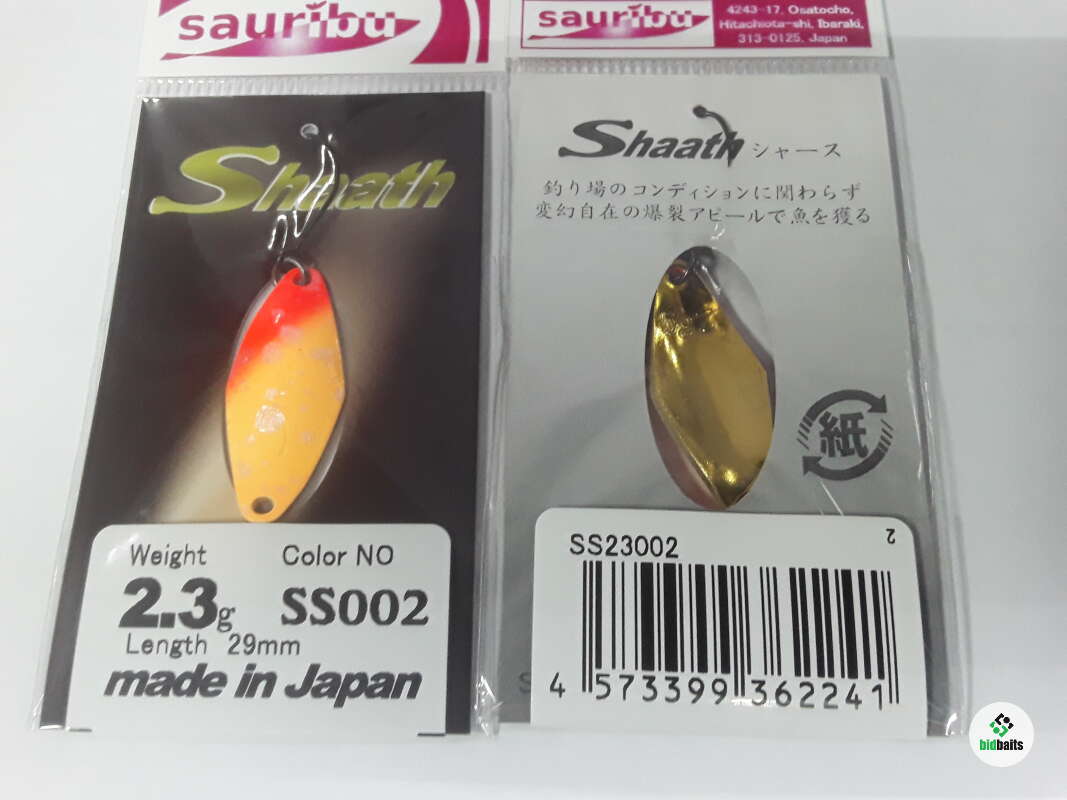 sauribu
Shaath
Weight
Color NO
2.3g
SS002
Length 29mm
made in Japan
sauribu
4243-17, Osatocho,
Hitachiota-shi, Ibaraki,
313-0125, Japan
Shaath シャース
釣り場のコンディションに関わらず
変幻自在の爆裂アピールで魚を獲る
紙
SS23002
2
4 573399 362241
bidbaits